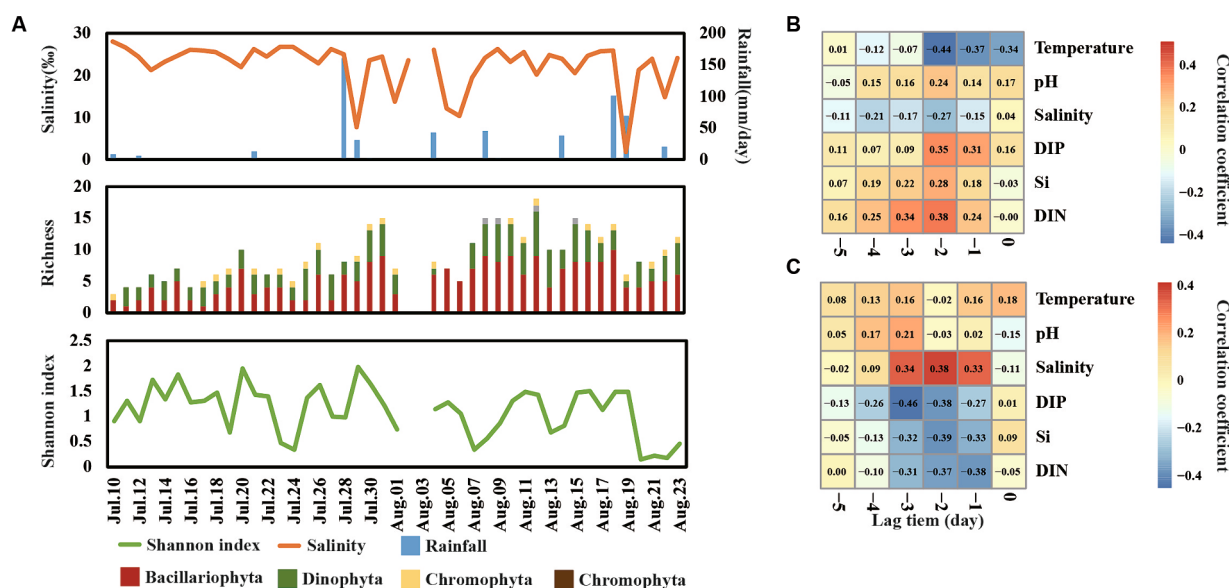 A
30
20
10
0
Salinity(‰)
200
150
100
50
0
Rainfall(mm/day)
20
15
10
5
0
Richness
2.5
2
1.5
1
0.5
0
Shannon index
Jul.10
Jul.12
Jul.14
Jul.16
Jul.18
Jul.20
Jul.22
Jul.24
Jul.26
Jul.28
Jul.30
Aug.01
Aug.03
Aug.05
Aug.07
Aug.09
Aug.11
Aug.13
Aug.15
Aug.17
Aug.19
Aug.21
Aug.23
Shannon index Salinity Rainfall
Bacillariophyta Dinophyta Chromophyta Chromophyta
B
0.01 −0.12 −0.07 −0.44 −0.37 −0.34 Temperature
−0.05 0.15 0.16 0.24 0.14 0.17 pH
−0.11 −0.21 −0.17 −0.27 −0.15 0.04 Salinity
0.11 0.07 0.09 0.35 0.31 0.16 DIP
0.07 0.19 0.22 0.28 0.18 −0.03 Si
0.16 0.25 0.34 0.38 0.24 −0.00 DIN
−5 −4 −3 −2 −1 0
0.4
0.2
0
−0.2
−0.4
Correlation coefficient
C
0.08 0.13 0.16 −0.02 0.16 0.18 Temperature
0.05 0.17 0.21 −0.03 0.02 −0.15 pH
−0.02 0.09 0.34 0.38 0.33 −0.11 Salinity
−0.13 −0.26 −0.46 −0.38 −0.27 0.01 DIP
−0.05 −0.13 −0.32 −0.39 −0.33 0.09 Si
0.00 −0.10 −0.31 −0.37 −0.38 −0.05 DIN
−5 −4 −3 −2 −1 0
Lag tiem (day)
0.4
0.2
0
−0.2
−0.4
Correlation coefficient